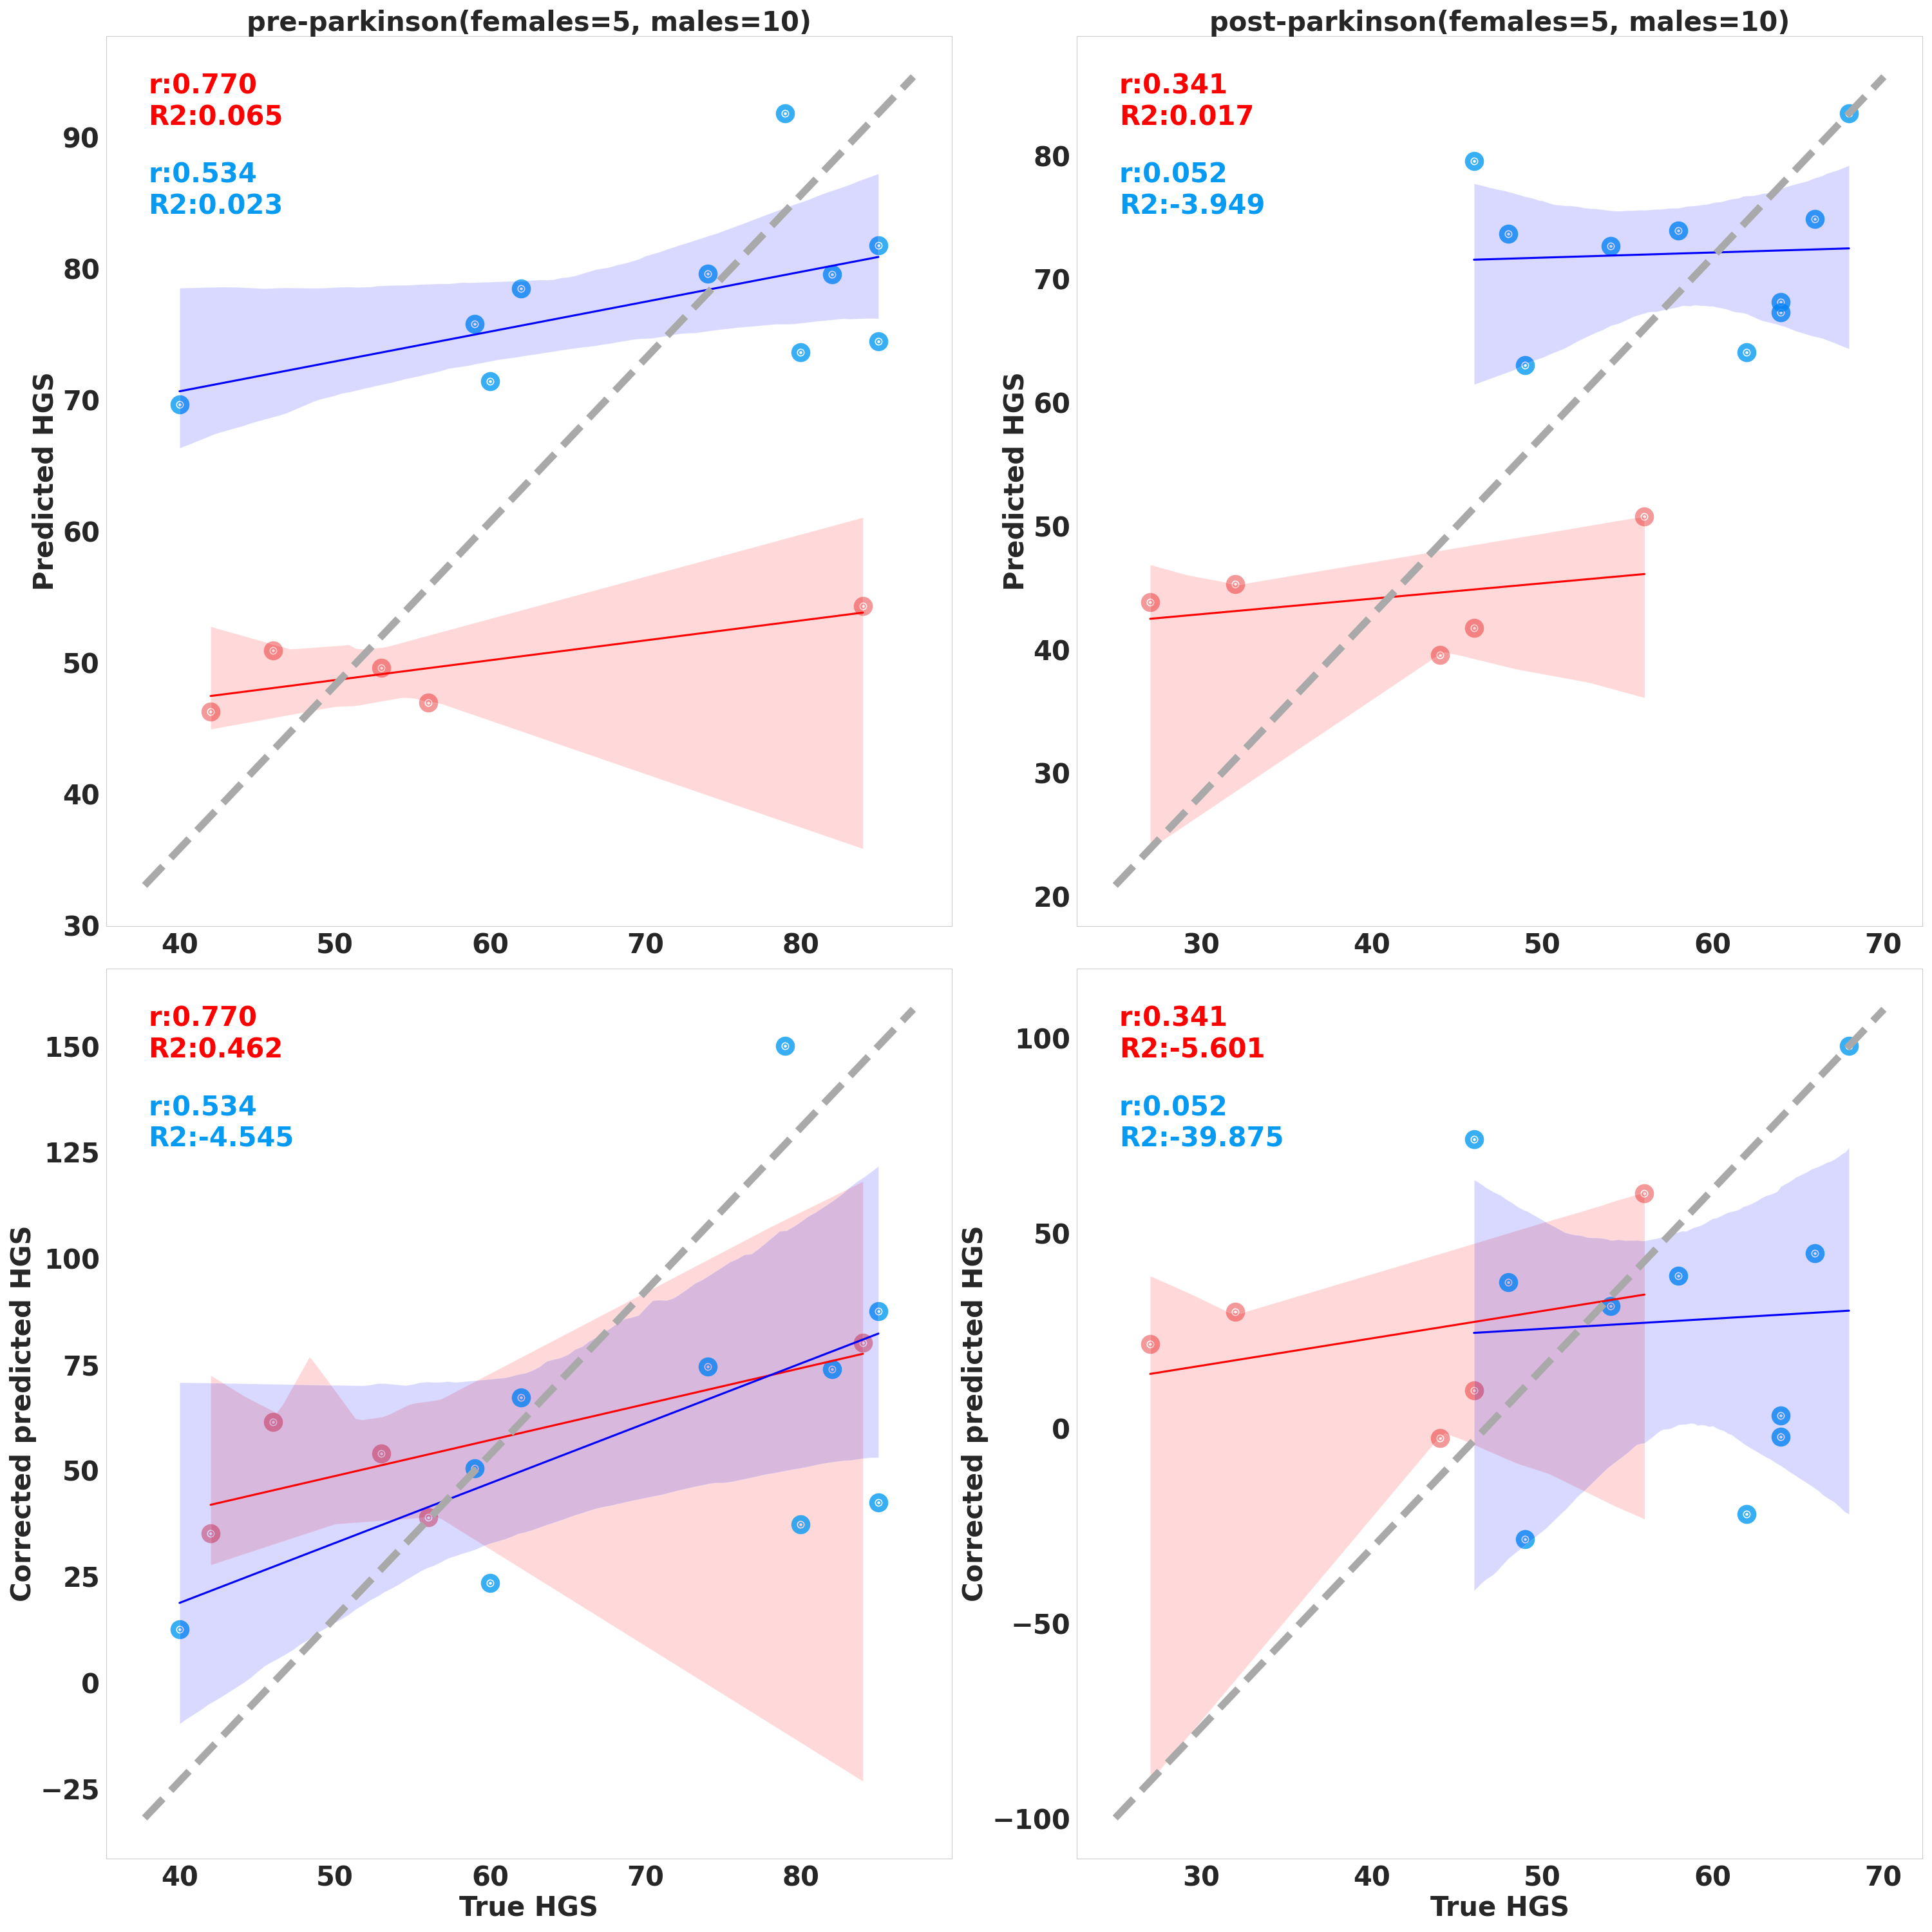 pre-parkinson(females=5, males=10)
r:0.770
R2:0.065
r:0.534
R2:0.023
Predicted HGS
90
80
70
60
50
40
30
40 50 60 70 80
post-parkinson(females=5, males=10)
r:0.341
R2:0.017
r:0.052
R2:-3.949
Predicted HGS
80
70
60
50
40
30
20
30 40 50 60 70
r:0.770
R2:0.462
r:0.534
R2:-4.545
Corrected predicted HGS
150
125
100
75
50
25
0
−25
40 50 60 70 80
True HGS
r:0.341
R2:-5.601
r:0.052
R2:-39.875
Corrected predicted HGS
100
50
0
−50
−100
30 40 50 60 70
True HGS